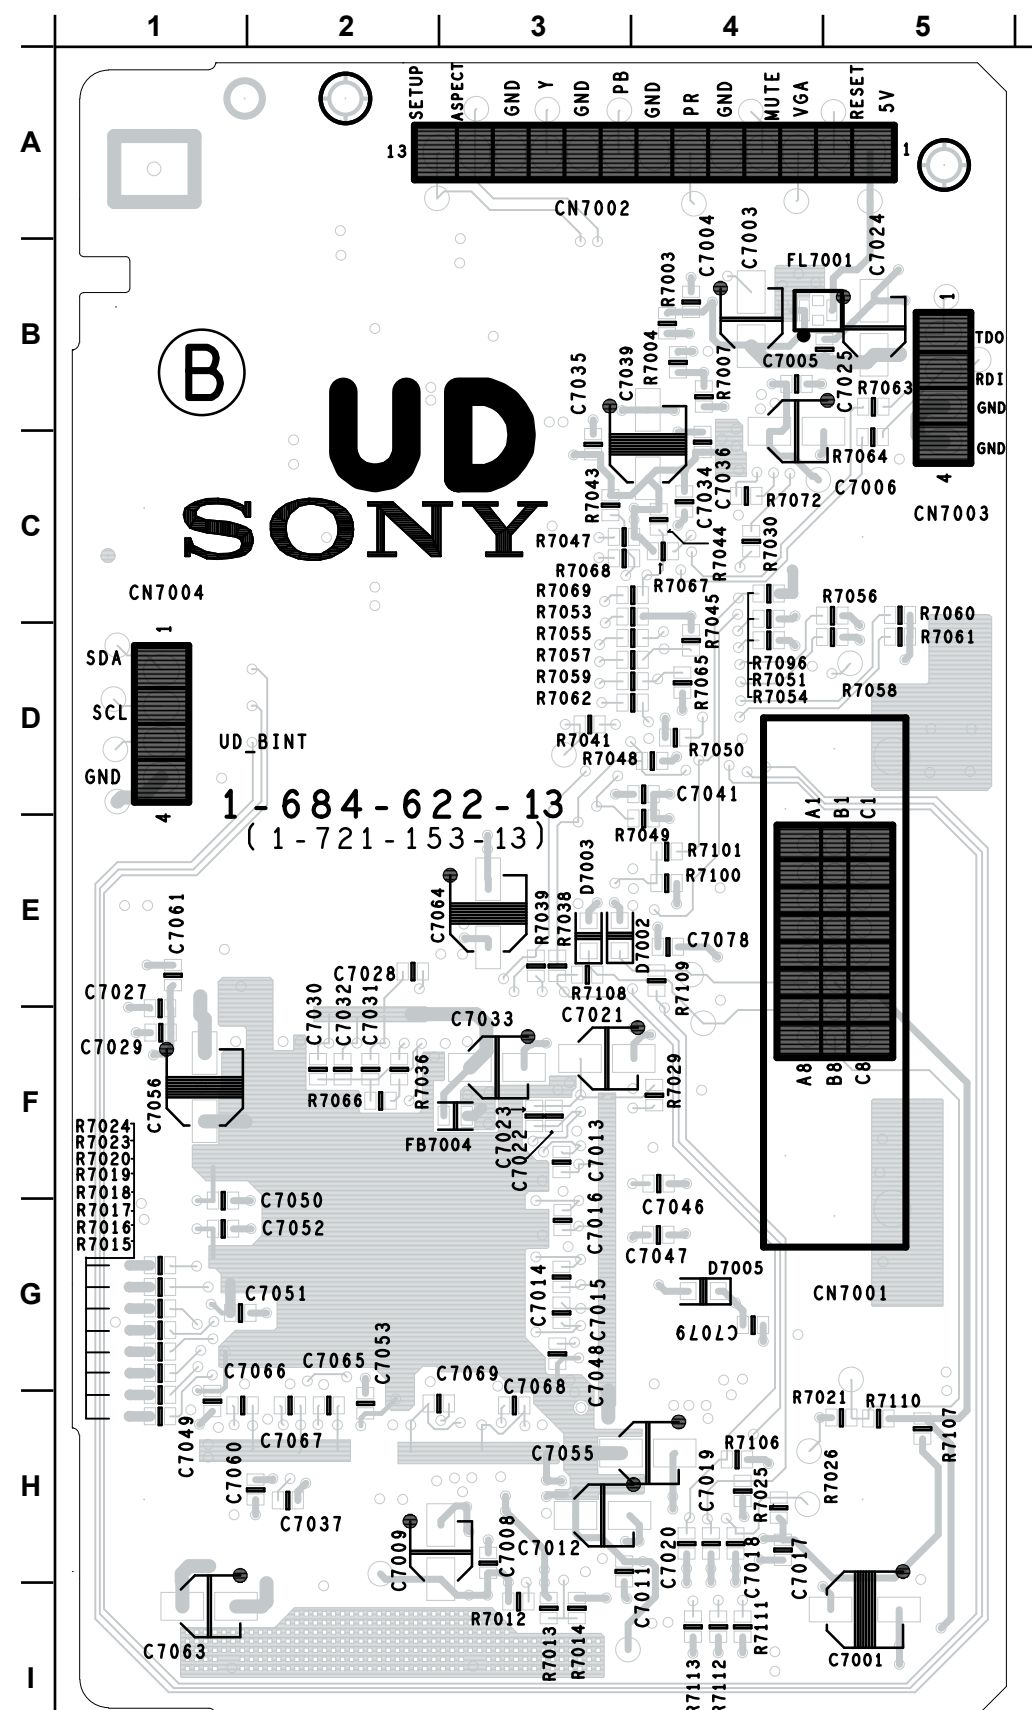 1 2 3 4 5
A
B
C
D
E
F
G
H
I
SETUP
ASPECT
GND
Y
GND
PB
GND
PR
GND
MUTE
VGA
RESET
5V
13
1
CN7002
C7004
C7003
C7024
FL7001
R7003
1
TDO
RDI
GND
GND
4
CN7003
B
UD
SONY
C7035
C7039
R7004
R7007
C7005
C7025
R7063
R7064
C7006
R7043
C7034
C7036
R7072
R7047
R7044
R7030
R7068
R7067
CN7004
1
SDA
SCL
GND
4
R7069
R7053
R7055
R7057
R7059
R7062
R7045
R7056
R7060
R7061
R7096
R7051
R7054
R7058
R7065
UD_BINT
R7041
R7048
R7050
1-684-622-13
(1-721-153-13)
C7041
R7049
A1
B1
C1
R7101
R7100
D7003
C7061
C7064
R7039
R7038
D7002
C7078
C7028
R7108
R7109
C7027
C7030
C7032
C7031
C7033
C7021
C7029
C7056
R7036
R7029
A8
B8
C8
R7066
FB7004
C7023
C7022
C7013
R7024
R7023
R7020
R7019
R7018
R7017
R7016
R7015
C7050
C7052
C7016
C7046
C7047
D7005
CN7001
C7051
C7014
C7015
C7079
C7053
C7066
C7065
C7069
C7068
C7048
C7049
C7067
C7055
R7021
R7110
R7107
C7060
R7106
C7019
R7025
R7026
C7037
C7009
C7008
C7012
C7020
C7018
C7017
C7011
C7063
R7012
R7013
R7014
R7111
C7001
R7113
R7112